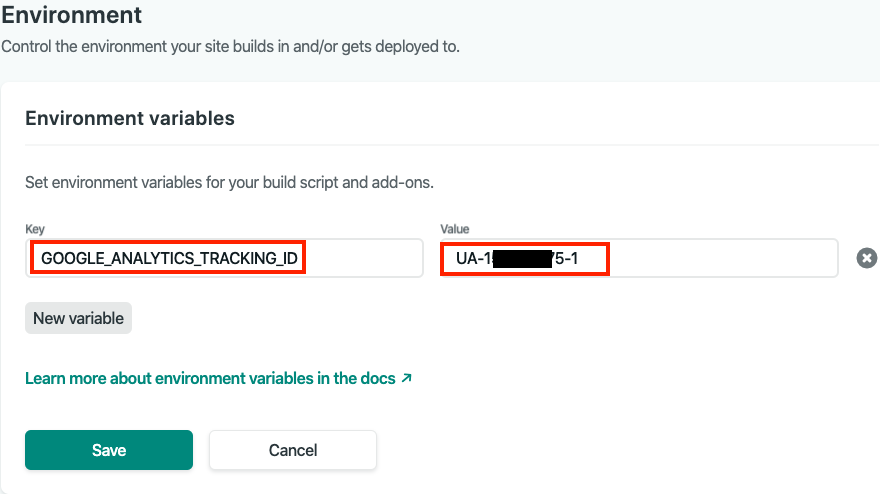 Environment
Control the environment your site builds in and/or gets deployed to.
Environment variables
Set environment variables for your build script and add-ons.
Key
Value
GOOGLE_ANALYTICS_TRACKING_ID
UA-15 75-1
New variable
Learn more about environment variables in the docs ↗
Save
Cancel